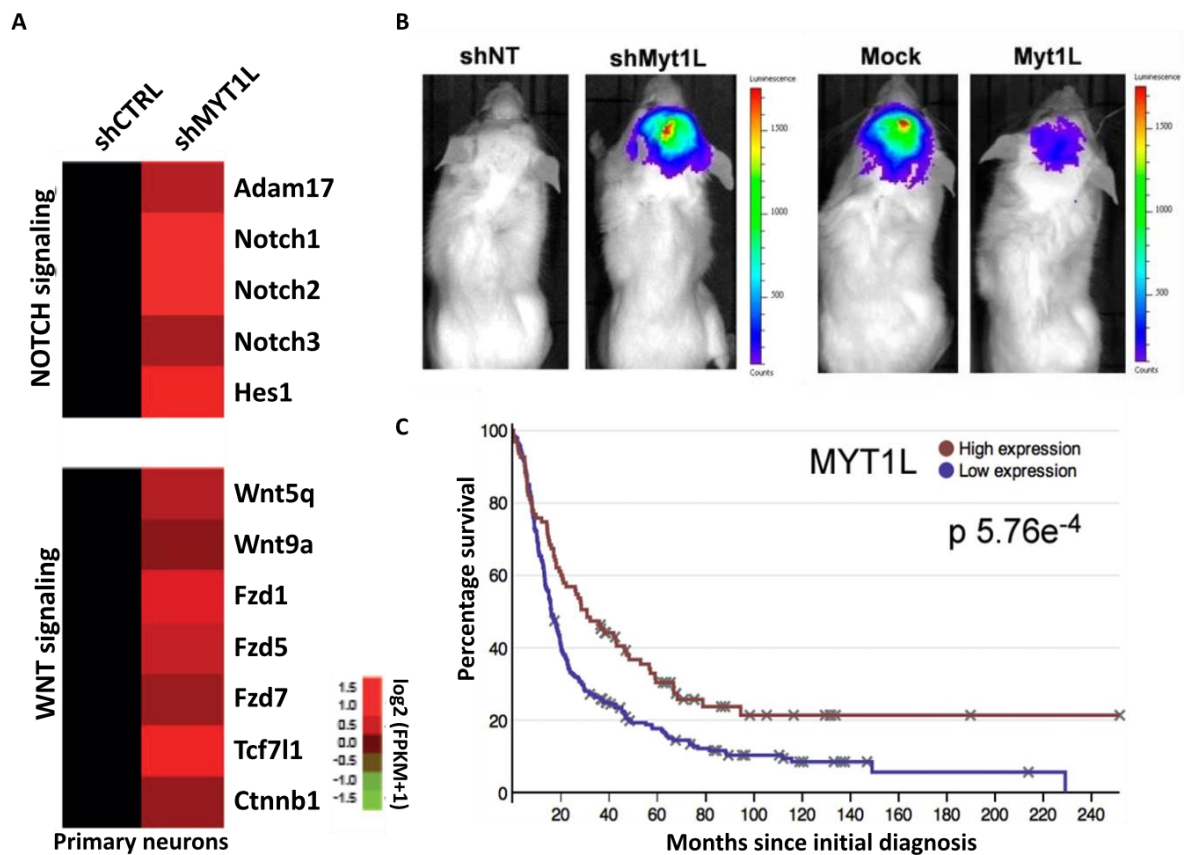 A
shCTRL
shMYT1L
NOTCH signaling
Adam17
Notch1
Notch2
Notch3
Hes1
WNT signaling
Wnt5q
Wnt9a
Fzd1
Fzd5
Fzd7
Tcf7l1
Ctnnb1
Primary neurons
1.5
1.0
0.5
0.0
-0.5
-1.0
-1.5
log2 (FPKM+1)
B
shNT
shMyt1L
Luminescence
1500
1000
500
Counts
Mock
Myt1L
Luminescence
1500
1000
500
Counts
C
MYT1L
High expression
Low expression
p 5.76e-4
Percentage survival
100
80
60
40
20
0
20 40 60 80 100 120 140 160 180 200 220 240
Months since initial diagnosis